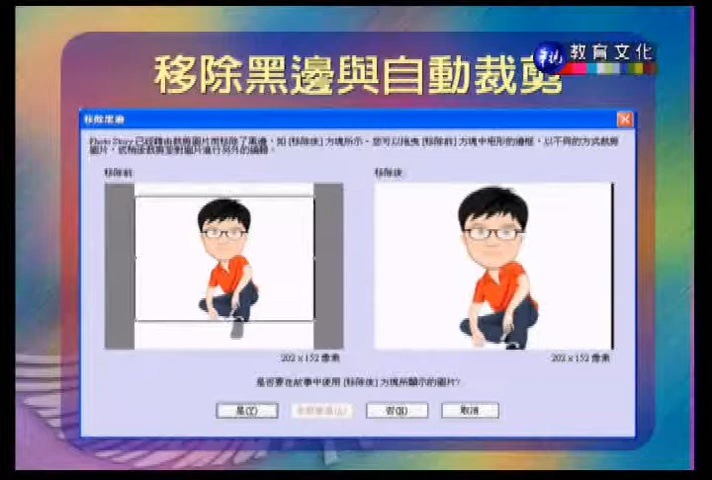 華視 教育文化
移除黑邊與自動裁剪
移除黑邊
Photo Story 已經藉由裁剪圖片而移除了黑邊，如 [移除後] 方塊所示。您可以拖曳 [移除前] 方塊中矩形的邊框，以不同的方式裁剪
圖片，或稍後裁剪並對圖片進行另外的編輯。
移除前
移除後
202 x 152 像素
202 x 152 像素
是否要在故事中使用 [移除後] 方塊所顯示的圖片?
是(Y)
否(N)
取消